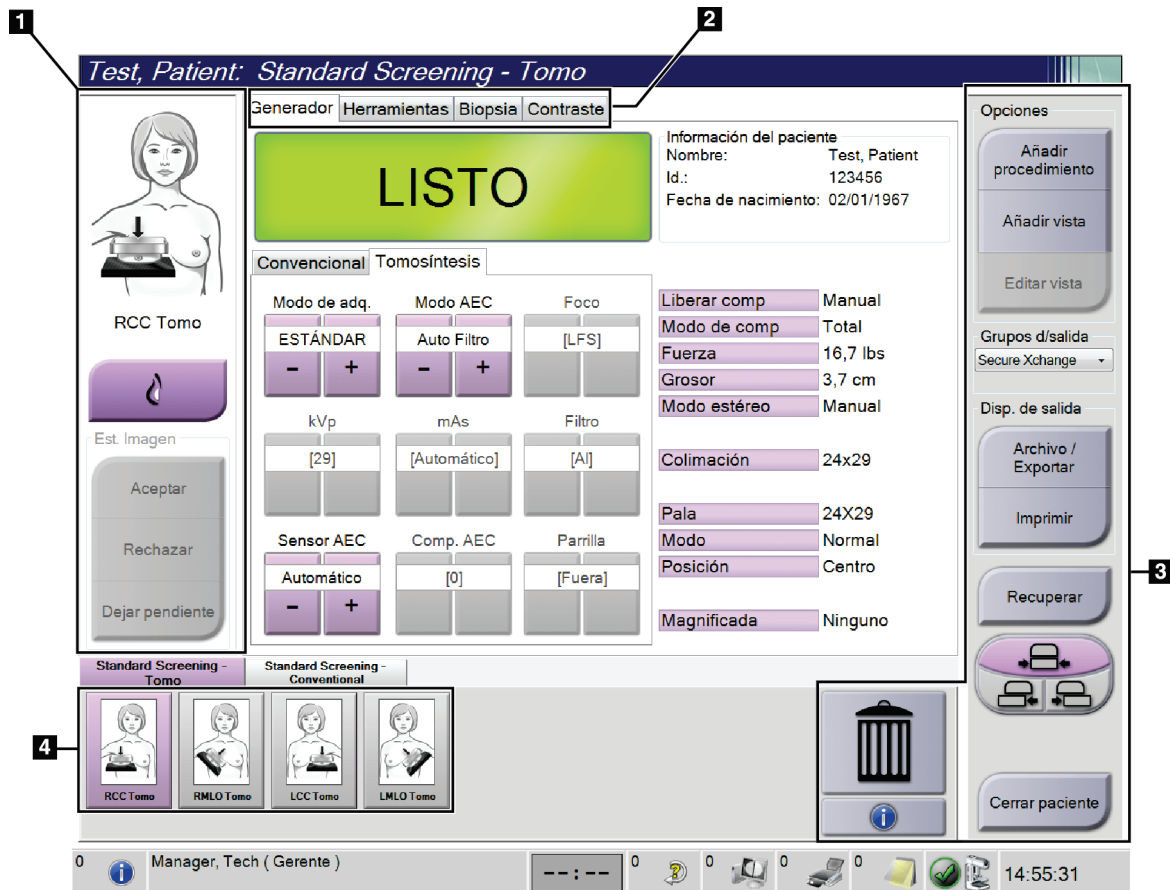 1
2
Test, Patient: Standard Screening - Tomo
RCC Tomo
Est. Imagen
Aceptar
Rechazar
Dejar pendiente
Generador Herramientas Biopsia Contraste
LISTO
Información del paciente
Nombre: Test, Patient
Id.: 123456
Fecha de nacimiento: 02/01/1967
Convencional Tomosíntesis
Modo de adq. Modo AEC Foco
ESTÁNDAR Auto Filtro [LFS]
- + - +
kVp mAs Filtro
[29] [Automático] [Al]
Sensor AEC Comp. AEC Parrilla
Automático [0] [Fuera]
- +
Liberar comp Manual
Modo de comp Total
Fuerza 16,7 lbs
Grosor 3,7 cm
Modo estéreo Manual
Colimación 24x29
Pala 24X29
Modo Normal
Posición Centro
Magnificada Ninguno
Opciones
Añadir
procedimiento
Añadir vista
Editar vista
Grupos d/salida
Secure Xchange
Disp. de salida
Archivo /
Exportar
Imprimir
3
Recuperar
Cerrar paciente
Standard Screening -
Tomo
Standard Screening -
Conventional
4
RCC Tomo RMLO Tomo LCC Tomo LMLO Tomo
0 Manager, Tech ( Gerente ) --:-- 0 0 0 0 14:55:31